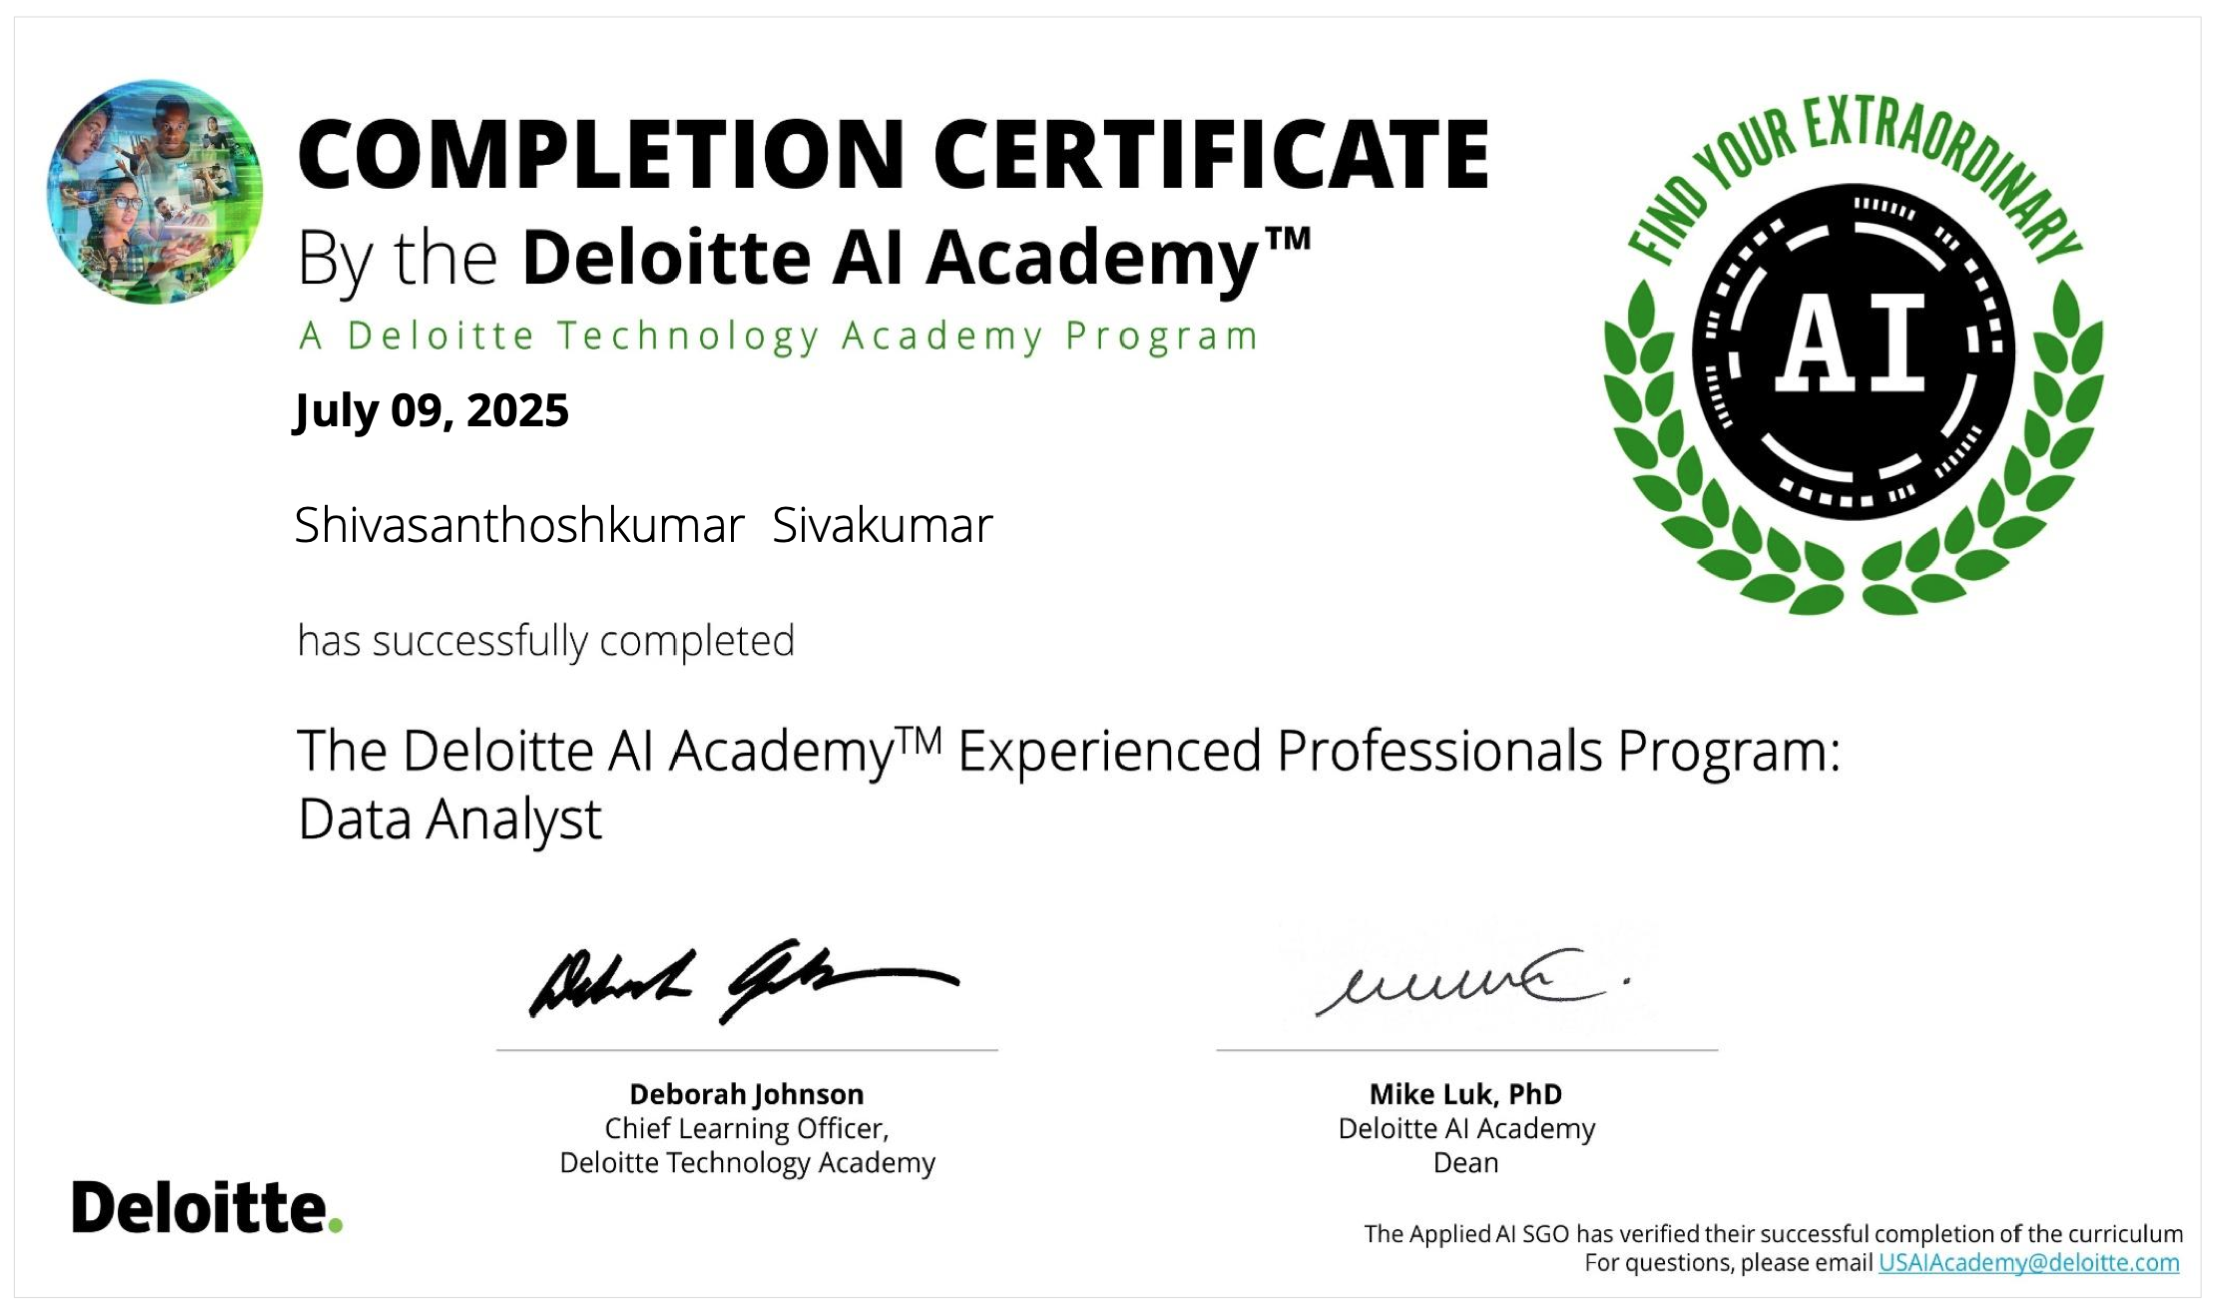 COMPLETION CERTIFICATE
By the Deloitte AI Academy™
A Deloitte Technology Academy Program
July 09, 2025
FIND YOUR EXTRAORDINARY
AI
Shivasanthoshkumar Sivakumar
has successfully completed
The Deloitte AI Academy™ Experienced Professionals Program:
Data Analyst
Deborah Johnson
Chief Learning Officer,
Deloitte Technology Academy
Mike Luk, PhD
Deloitte AI Academy
Dean
Deloitte.
The Applied AI SGO has verified their successful completion of the curriculum
For questions, please email USAIAcademy@deloitte.com